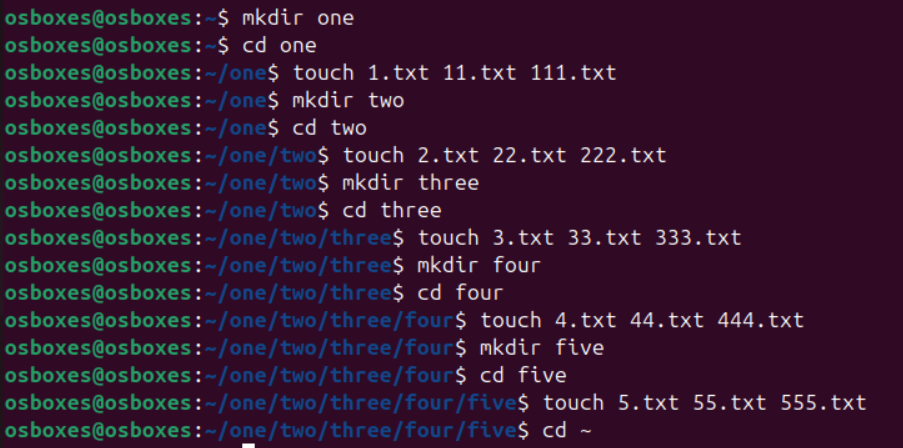 osboxes@osboxes:~$ mkdir one
osboxes@osboxes:~$ cd one
osboxes@osboxes:~/one$ touch 1.txt 11.txt 111.txt
osboxes@osboxes:~/one$ mkdir two
osboxes@osboxes:~/one$ cd two
osboxes@osboxes:~/one/two$ touch 2.txt 22.txt 222.txt
osboxes@osboxes:~/one/two$ mkdir three
osboxes@osboxes:~/one/two$ cd three
osboxes@osboxes:~/one/two/three$ touch 3.txt 33.txt 333.txt
osboxes@osboxes:~/one/two/three$ mkdir four
osboxes@osboxes:~/one/two/three$ cd four
osboxes@osboxes:~/one/two/three/four$ touch 4.txt 44.txt 444.txt
osboxes@osboxes:~/one/two/three/four$ mkdir five
osboxes@osboxes:~/one/two/three/four$ cd five
osboxes@osboxes:~/one/two/three/four/five$ touch 5.txt 55.txt 555.txt
osboxes@osboxes:~/one/two/three/four/five$ cd ~